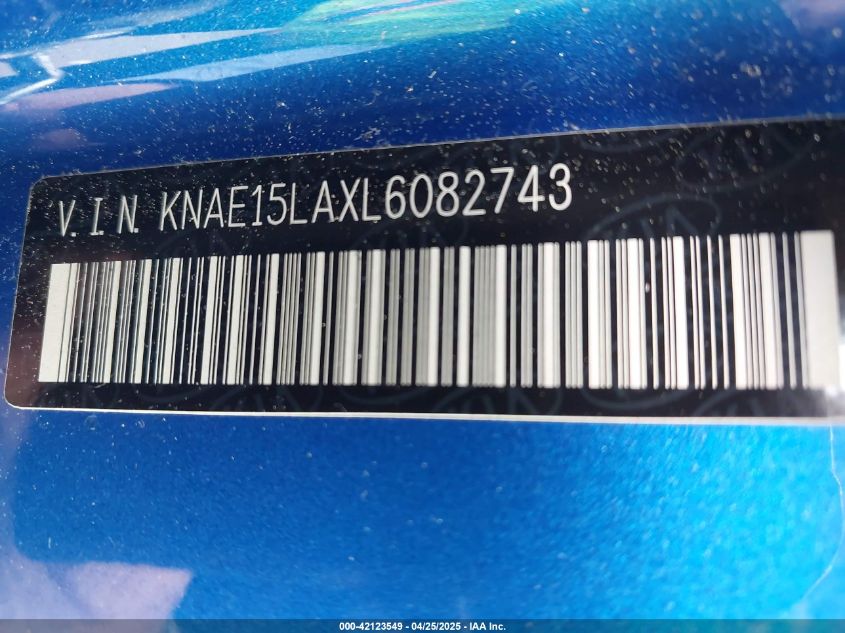 V.I.N. KNAE15LAXL6082743
000-42123549 - 04/25/2025 - IAA Inc.